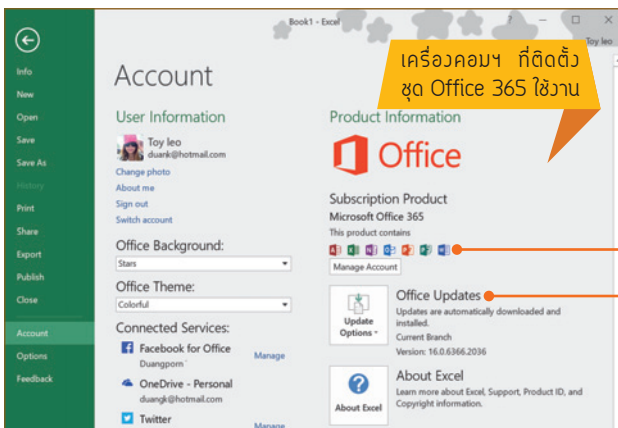 Book1 - Excel
?
Toy leo
เครื่องคอมฯ ที่ติดตั้ง
ชุด Office 365 ใช้งาน
Info
New
Open
Save
Save As
History
Print
Share
Export
Publish
Close
Account
Options
Feedback
Account
User Information
Toy leo
duank@hotmail.com
Change photo
About me
Sign out
Switch account
Office Background:
Stars
Office Theme:
Colorful
Connected Services:
Facebook for Office
Duangporn
Manage
OneDrive - Personal
duangk@hotmail.com
Twitter
Manage
Product Information
Office
Subscription Product
Microsoft Office 365
This product contains
Manage Account
Update
Options
Office Updates
Updates are automatically downloaded and
installed.
Current Branch
Version: 16.0.6366.2036
About Excel
About Excel
Learn more about Excel, Support, Product ID, and
Copyright information.